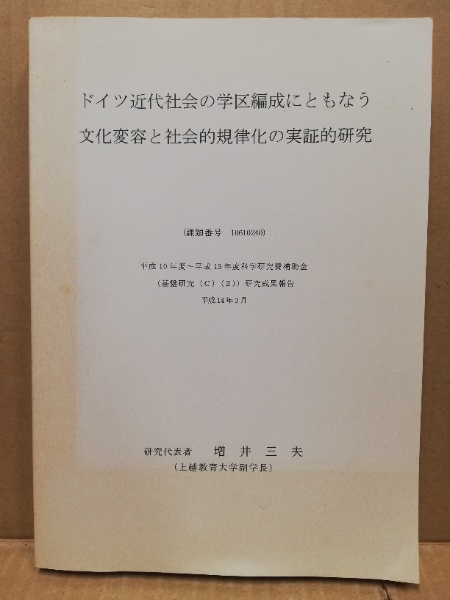 ドイツ近代社会の学区編成にともなう
文化変容と社会的規律化の実証的研究
(課題番号 10610240)
平成10年度～平成13年度科学研究費補助金
(基盤研究(C)(2))研究成果報告
平成14年3月
研究代表者 増井三夫
(上越教育大学副学長)